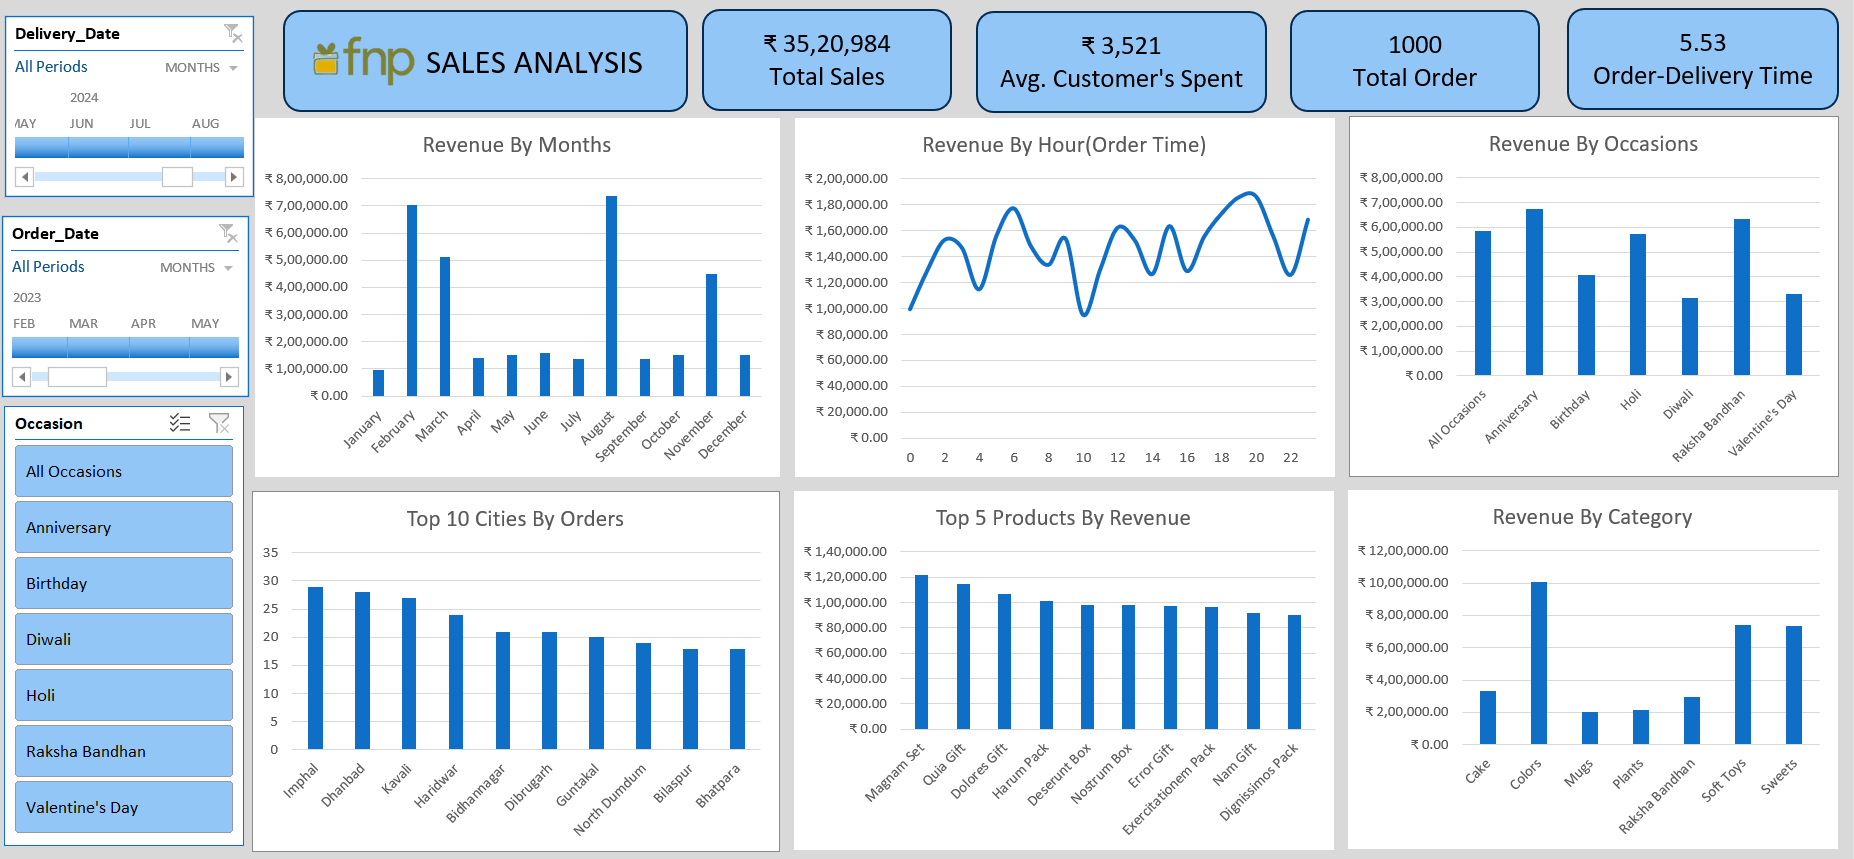 Delivery_Date
All Periods
MONTHS
2024
MAY JUN JUL AUG
Order_Date
All Periods
MONTHS
2023
FEB MAR APR MAY
Occasion
All Occasions
Anniversary
Birthday
Diwali
Holi
Raksha Bandhan
Valentine's Day
fnp SALES ANALYSIS
₹ 35,20,984
Total Sales
₹ 3,521
Avg. Customer's Spent
1000
Total Order
5.53
Order-Delivery Time
Revenue By Months
₹ 8,00,000.00
₹ 7,00,000.00
₹ 6,00,000.00
₹ 5,00,000.00
₹ 4,00,000.00
₹ 3,00,000.00
₹ 2,00,000.00
₹ 1,00,000.00
₹ 0.00
January
February
March
April
May
June
July
August
September
October
November
December
Revenue By Hour(Order Time)
₹ 2,00,000.00
₹ 1,80,000.00
₹ 1,60,000.00
₹ 1,40,000.00
₹ 1,20,000.00
₹ 1,00,000.00
₹ 80,000.00
₹ 60,000.00
₹ 40,000.00
₹ 20,000.00
₹ 0.00
0 2 4 6 8 10 12 14 16 18 20 22
Revenue By Occasions
₹ 8,00,000.00
₹ 7,00,000.00
₹ 6,00,000.00
₹ 5,00,000.00
₹ 4,00,000.00
₹ 3,00,000.00
₹ 2,00,000.00
₹ 1,00,000.00
₹ 0.00
All Occasions
Anniversary
Birthday
Holi
Diwali
Raksha Bandhan
Valentine's Day
Top 10 Cities By Orders
35
30
25
20
15
10
5
0
Imphal
Dhanbad
Kavali
Haridwar
Bidhannagar
Dibrugarh
Guntakal
North Dumdum
Bilaspur
Bhatpara
Top 5 Products By Revenue
₹ 1,40,000.00
₹ 1,20,000.00
₹ 1,00,000.00
₹ 80,000.00
₹ 60,000.00
₹ 40,000.00
₹ 20,000.00
₹ 0.00
Magnam Set
Quia Gift
Dolores Gift
Harum Pack
Deserunt Box
Nostrum Box
Error Gift
Exercitationem Pack
Nam Gift
Dignissimos Pack
Revenue By Category
₹ 12,00,000.00
₹ 10,00,000.00
₹ 8,00,000.00
₹ 6,00,000.00
₹ 4,00,000.00
₹ 2,00,000.00
₹ 0.00
Cake
Colors
Mugs
Plants
Raksha Bandhan
Soft Toys
Sweets